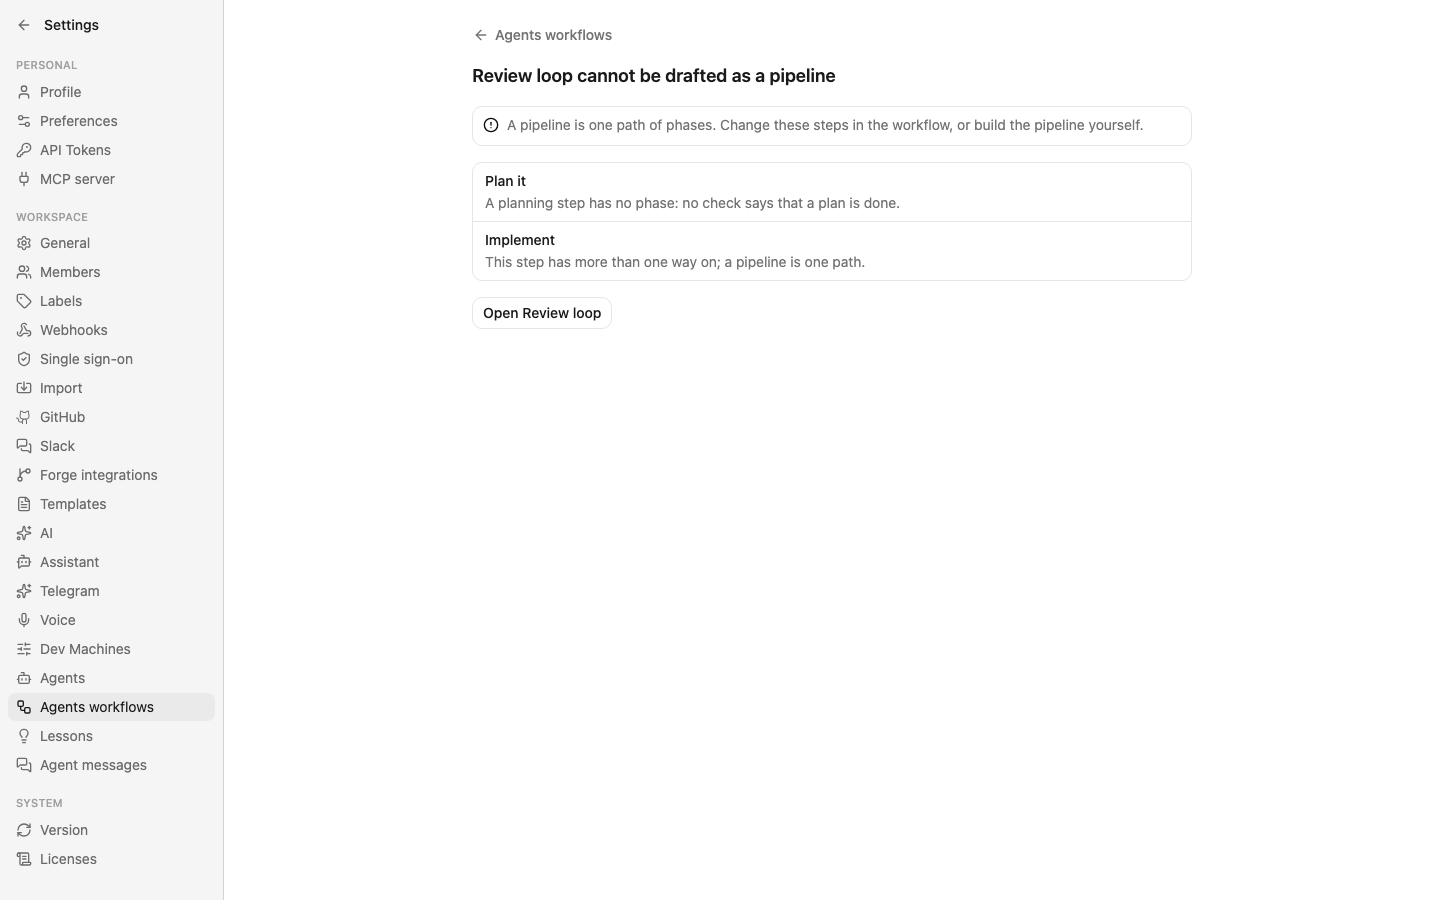 Settings
PERSONAL
Profile
Preferences
API Tokens
MCP server
WORKSPACE
General
Members
Labels
Webhooks
Single sign-on
Import
GitHub
Slack
Forge integrations
Templates
AI
Assistant
Telegram
Voice
Dev Machines
Agents
Agents workflows
Lessons
Agent messages
SYSTEM
Version
Licenses
Agents workflows
Review loop cannot be drafted as a pipeline
A pipeline is one path of phases. Change these steps in the workflow, or build the pipeline yourself.
Plan it
A planning step has no phase: no check says that a plan is done.
Implement
This step has more than one way on; a pipeline is one path.
Open Review loop